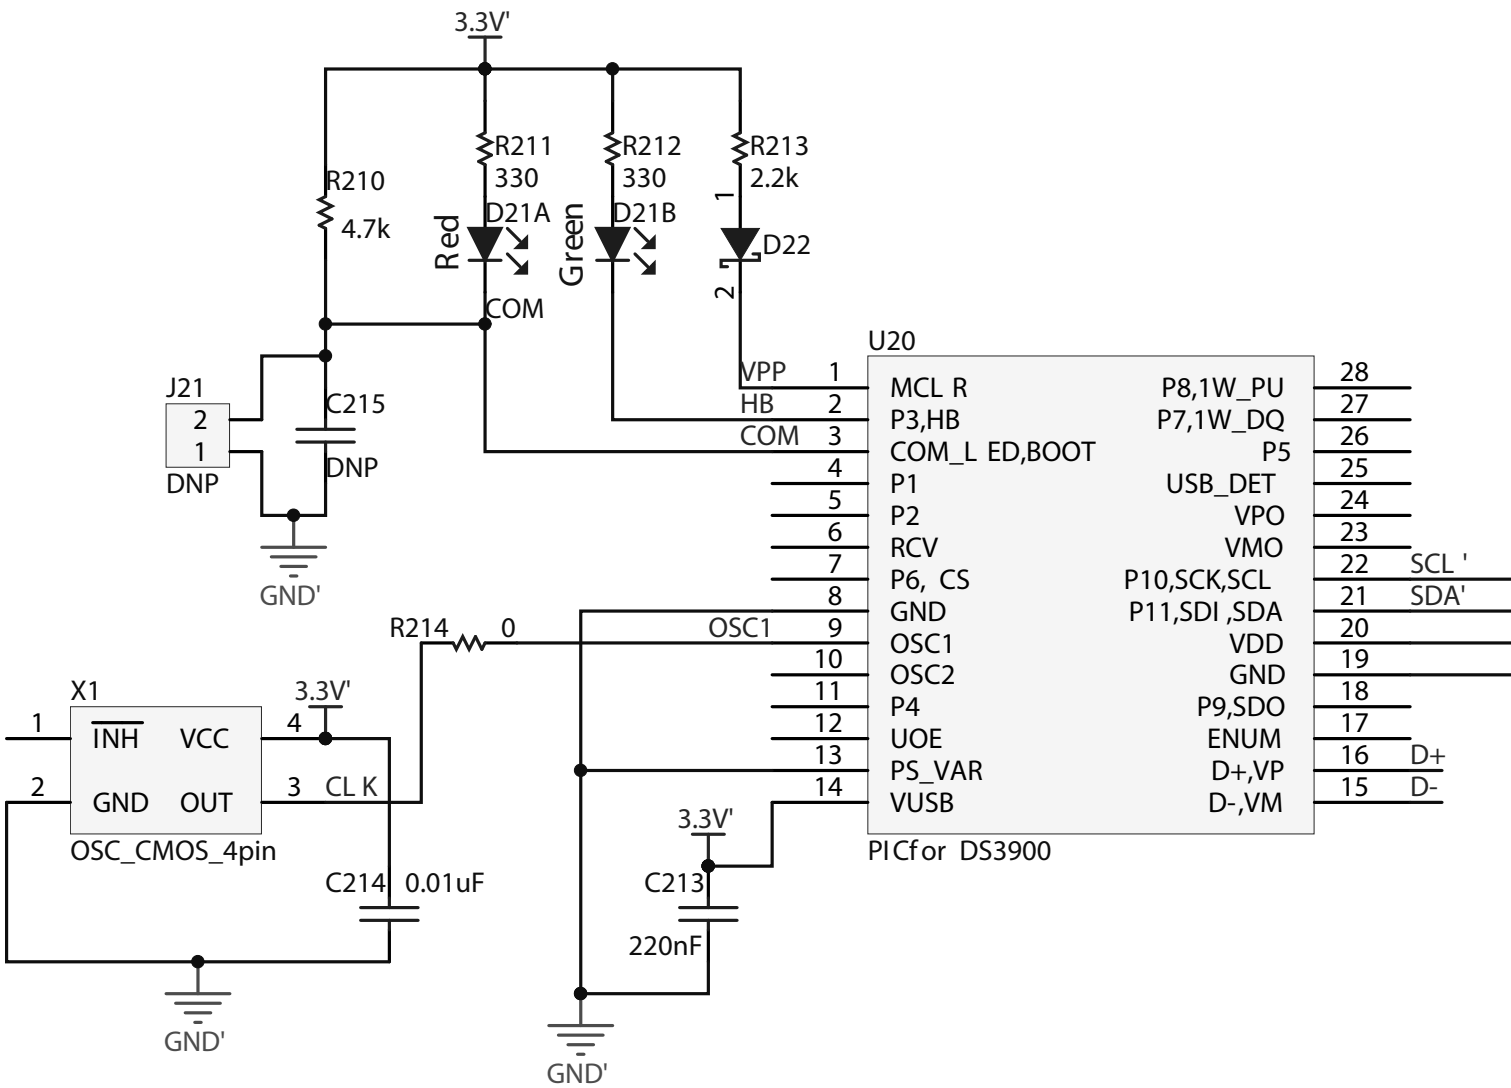 3.3V'
R210
4.7k
R211
330
D21A
Red
R212
330
D21B
Green
R213
2.2k
1
D22
2
COM
J21
2
1
DNP
C215
DNP
GND'
U20
VPP 1 MCL R
HB 2 P3,HB
COM 3 COM_L ED,BOOT
4 P1
5 P2
6 RCV
7 P6, CS
8 GND
OSC1 9 OSC1
10 OSC2
11 P4
12 UOE
13 PS_VAR
14 VUSB
P8,1W_PU 28
P7,1W_DQ 27
P5 26
USB_DET 25
VPO 24
VMO 23
P10,SCK,SCL 22 SCL '
P11,SDI ,SDA 21 SDA'
VDD 20
GND 19
P9,SDO 18
ENUM 17
D+,VP 16 D+
D-,VM 15 D-
PICfor DS3900
R214 0
X1
3.3V'
1 INH VCC 4
2 GND OUT 3 CL K
OSC_CMOS_4pin
C214 0.01uF
GND'
3.3V'
C213
220nF
GND'